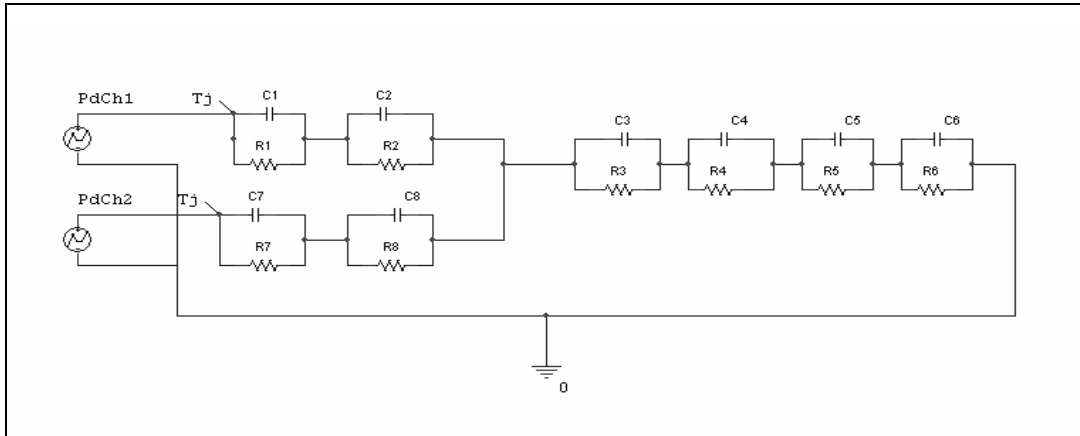 PdCh1
Tj
C1
C2
C3
C4
C5
C6
R1
R2
R3
R4
R5
R6
PdCh2
Tj
C7
C8
R7
R8
0